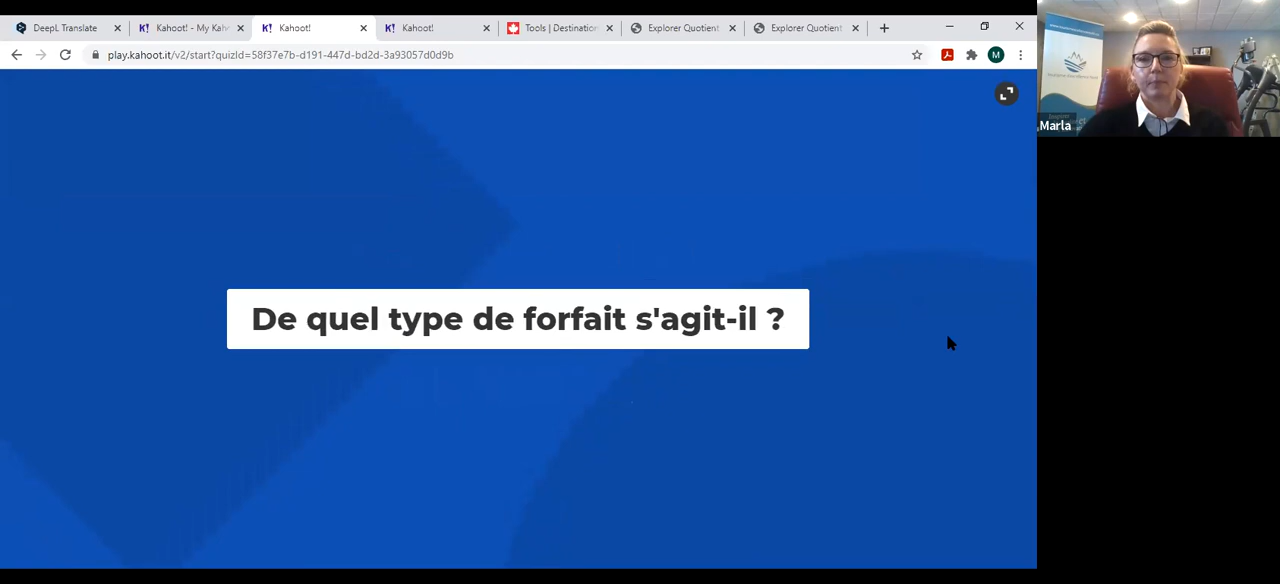 DeepL Translate
Kahoot! - My Kah
Kahoot!
Kahoot!
Tools | Destination
Explorer Quotient
Explorer Quotient
play.kahoot.it/v2/start?quizId=58f37e7b-d191-447d-bd2d-3a93057d0d9b
M
De quel type de forfait s'agit-il ?
Marla